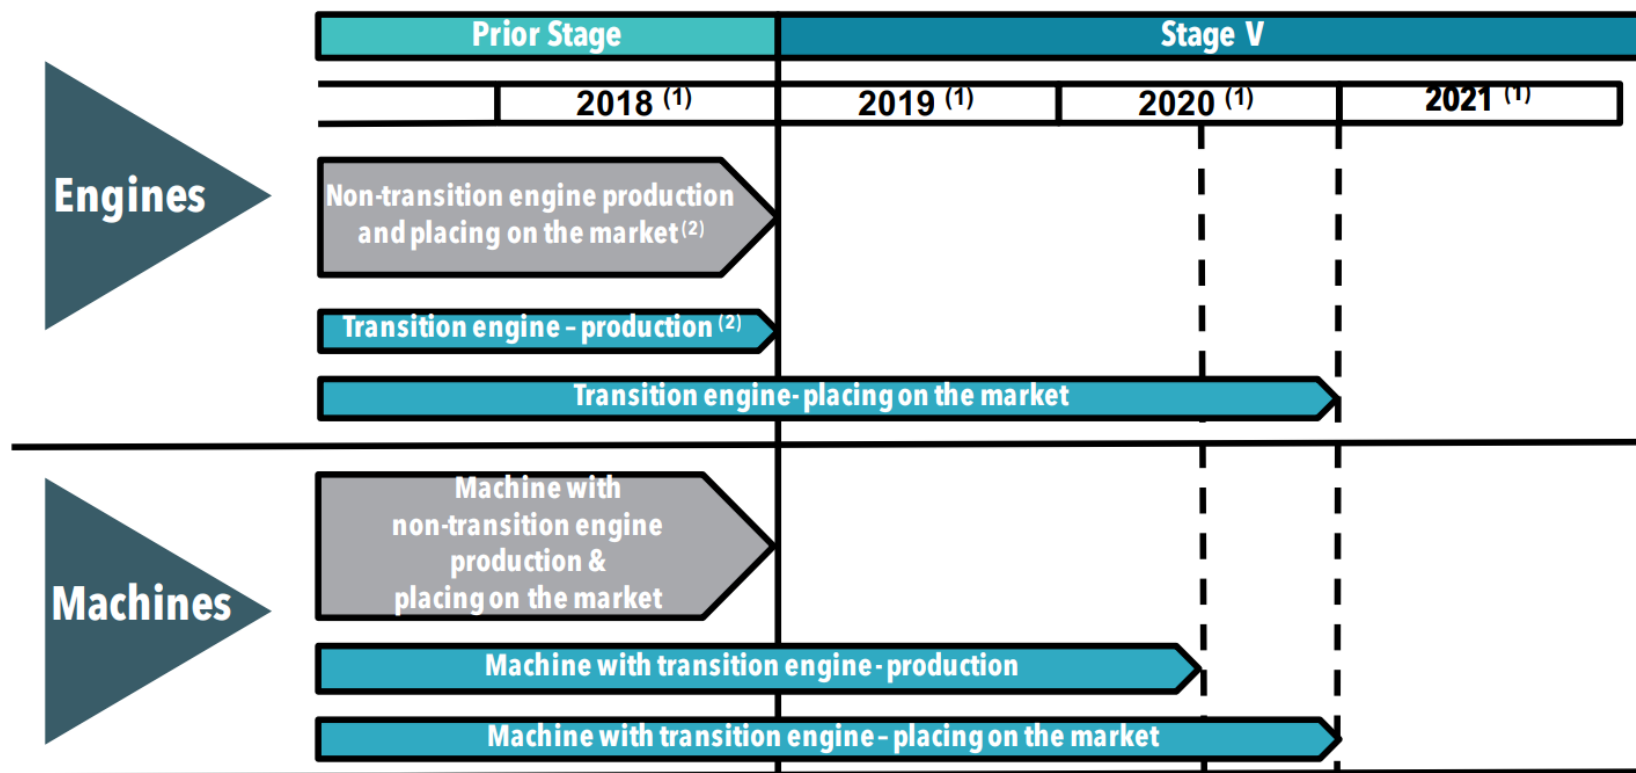 Prior Stage
Stage V
2018 (1)
2019 (1)
2020 (1)
2021 (1)
Engines
Non-transition engine production
and placing on the market (2)
Transition engine – production (2)
Transition engine- placing on the market
Machines
Machine with
non-transition engine
production &
placing on the market
Machine with transition engine - production
Machine with transition engine – placing on the market